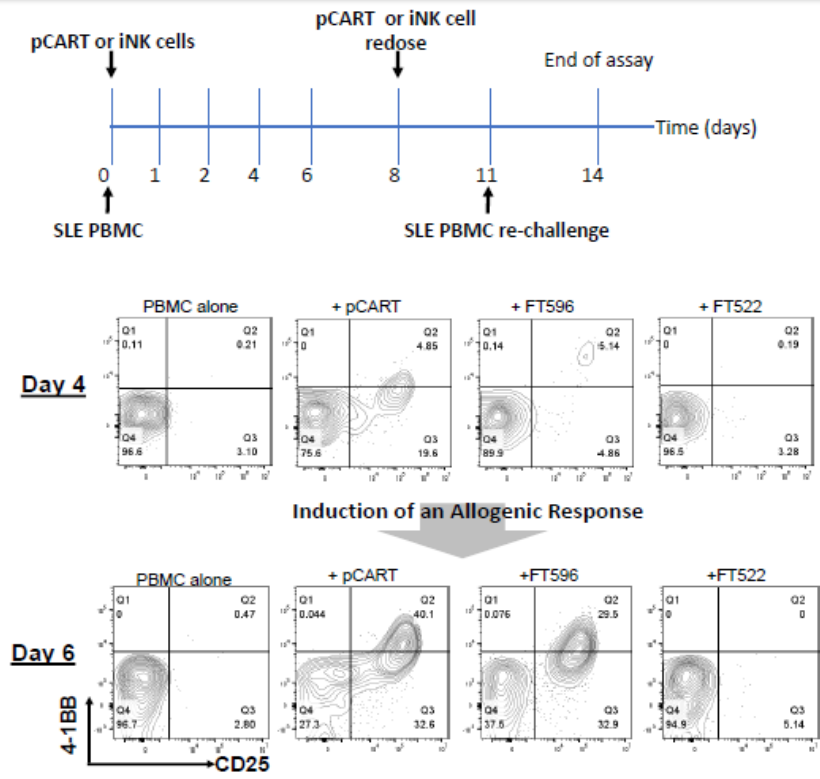 pCART or iNK cells
pCART or iNK cell
redose
End of assay
Time (days)
0 1 2 4 6 8 11 14
SLE PBMC
SLE PBMC re-challenge
PBMC alone
+ pCART
+ FT596
+ FT522
Day 4
Q1
0.11
Q2
0.21
Q4
96.6
Q3
3.10
Q1
0
Q2
4.85
Q4
75.6
Q3
19.6
Q1
0.14
Q2
5.14
Q4
89.9
Q3
4.86
Q1
0
Q2
0.19
Q4
96.5
Q3
3.28
Induction of an Allogenic Response
PBMC alone
+ pCART
+FT596
+FT522
Day 6
Q1
0
Q2
0.47
Q4
96.7
Q3
2.80
Q1
0.044
Q2
40.1
Q4
27.3
Q3
32.6
Q1
0.076
Q2
29.5
Q4
37.5
Q3
32.9
Q1
0
Q2
0
Q4
94.9
Q3
5.14
4-1BB
CD25